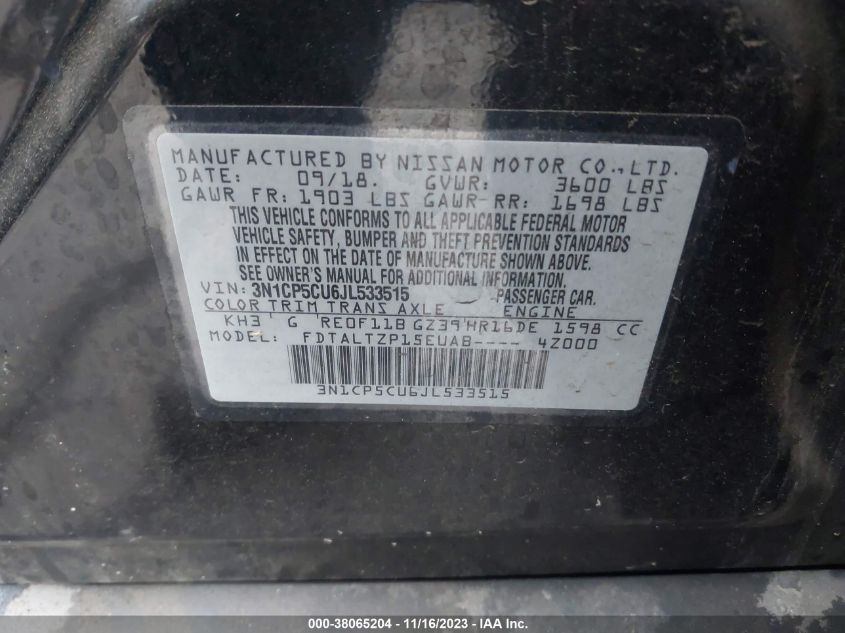 MANUFACTURED BY NISSAN MOTOR CO.,LTD.
DATE: 09/18. GVWR: 3600 LBS
GAWR FR: 1903 LBS GAWR RR: 1698 LBS
THIS VEHICLE CONFORMS TO ALL APPLICABLE FEDERAL MOTOR
VEHICLE SAFETY, BUMPER AND THEFT PREVENTION STANDARDS
IN EFFECT ON THE DATE OF MANUFACTURE SHOWN ABOVE.
SEE OWNER'S MANUAL FOR ADDITIONAL INFORMATION.
VIN: 3N1CP5CU6JL533515 PASSENGER CAR.
COLOR TRIM TRANS AXLE ENGINE
KH3 G RE0F11B GZ39 HR16DE 1598 CC
MODEL: FDTALTZP15EUAB---- 4Z000
3N1CP5CU6JL533515
000-38065204 - 11/16/2023 - IAA Inc.